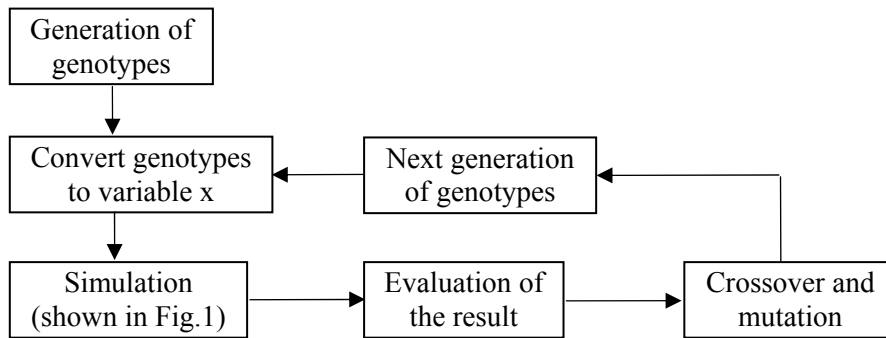 Generation of
genotypes
Convert genotypes
to variable x
Next generation
of genotypes
Simulation
(shown in Fig.1)
Evaluation of
the result
Crossover and
mutation